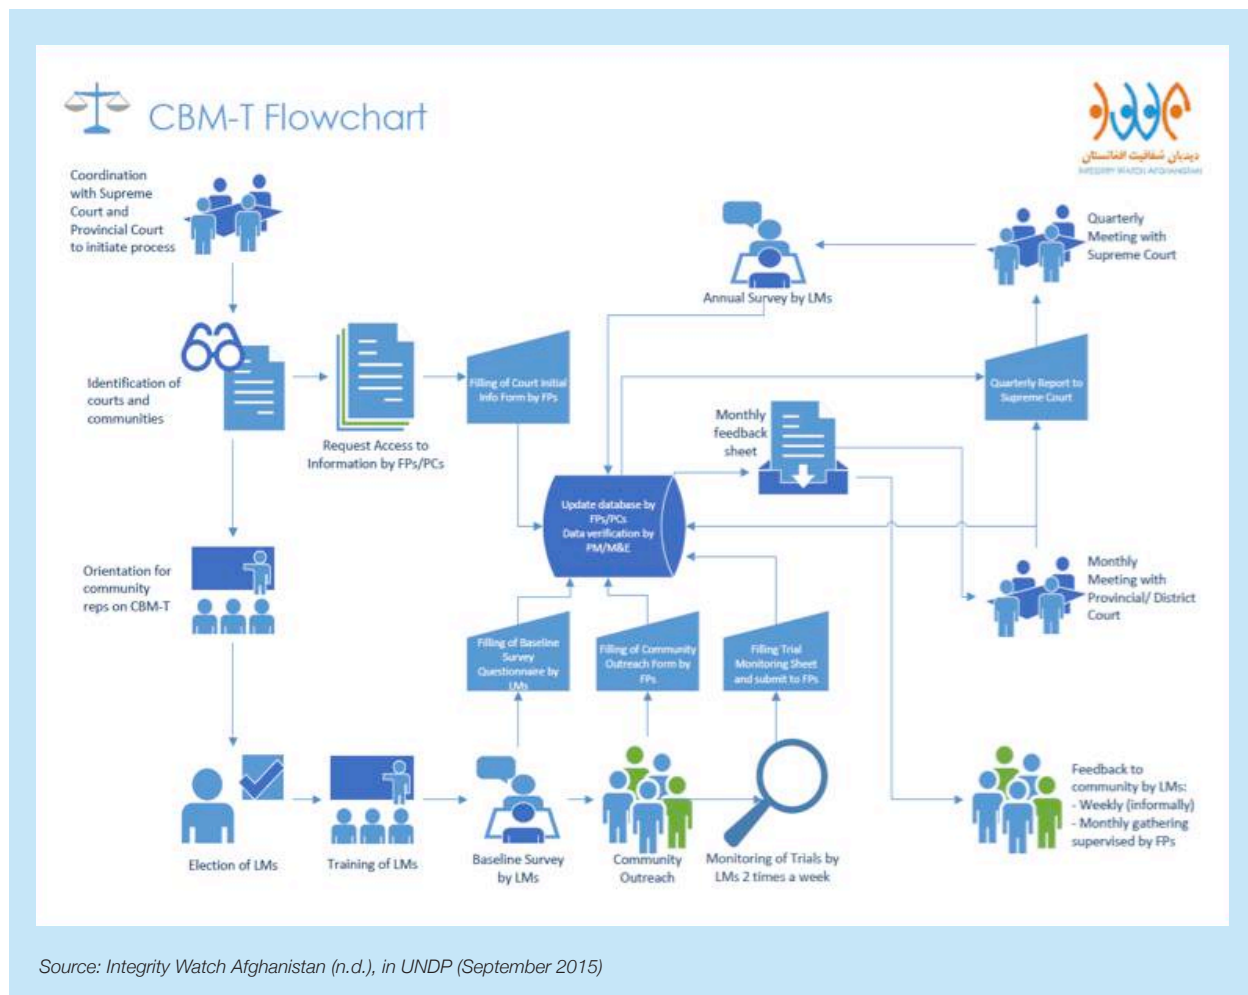 CBM-T Flowchart
دیدبان شفافیت افغانستان
INTEGRITY WATCH AFGHANISTAN
Coordination
with Supreme
Court and
Provincial Court
to initiate process
Quarterly
Meeting with
Supreme Court
Annual Survey by LMs
Identification of
courts and
communities
Request Access to
Information by FPs/PCs
Filling of Court Initial
Info Form by FPs
Quarterly Report to
Supreme Court
Monthly
feedback
sheet
Update database by
FPs/PCs
Data verification by
PM/M&E
Orientation for
community
reps on CBM-T
Monthly
Meeting with
Provincial/ District
Court
Filling of Baseline
Survey
Questionnaire by
LMs
Filling of Community
Outreach Form by
FPs
Filling Trial
Monitoring Sheet
and submit to FPs
Election of LMs
Training of LMs
Baseline Survey
by LMs
Community
Outreach
Monitoring of Trials by
LMs 2 times a week
Feedback to
community by LMs:
- Weekly (informally)
- Monthly gathering
supervised by FPs
Source: Integrity Watch Afghanistan (n.d.), in UNDP (September 2015)